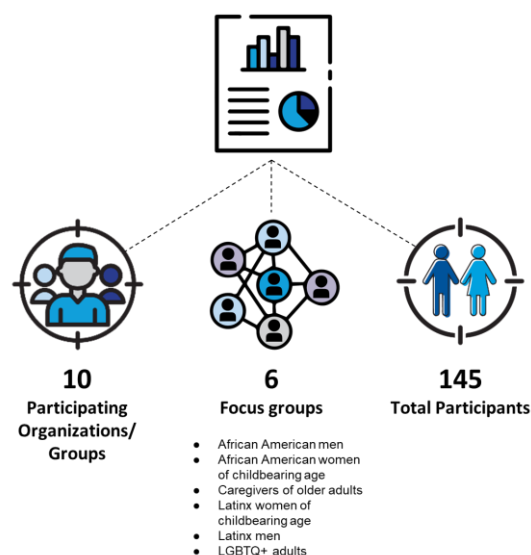 10
Participating
Organizations/
Groups
6
Focus groups
● African American men
● African American women
of childbearing age
● Caregivers of older adults
● Latinx women of
childbearing age
● Latinx men
● LGBTQ+ adults
145
Total Participants